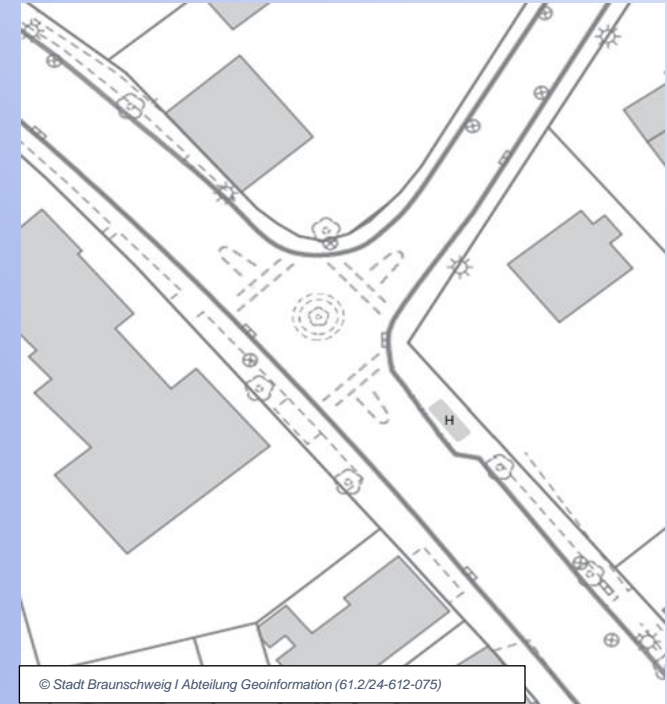 H
© Stadt Braunschweig I Abteilung Geoinformation (61.2/24-612-075)